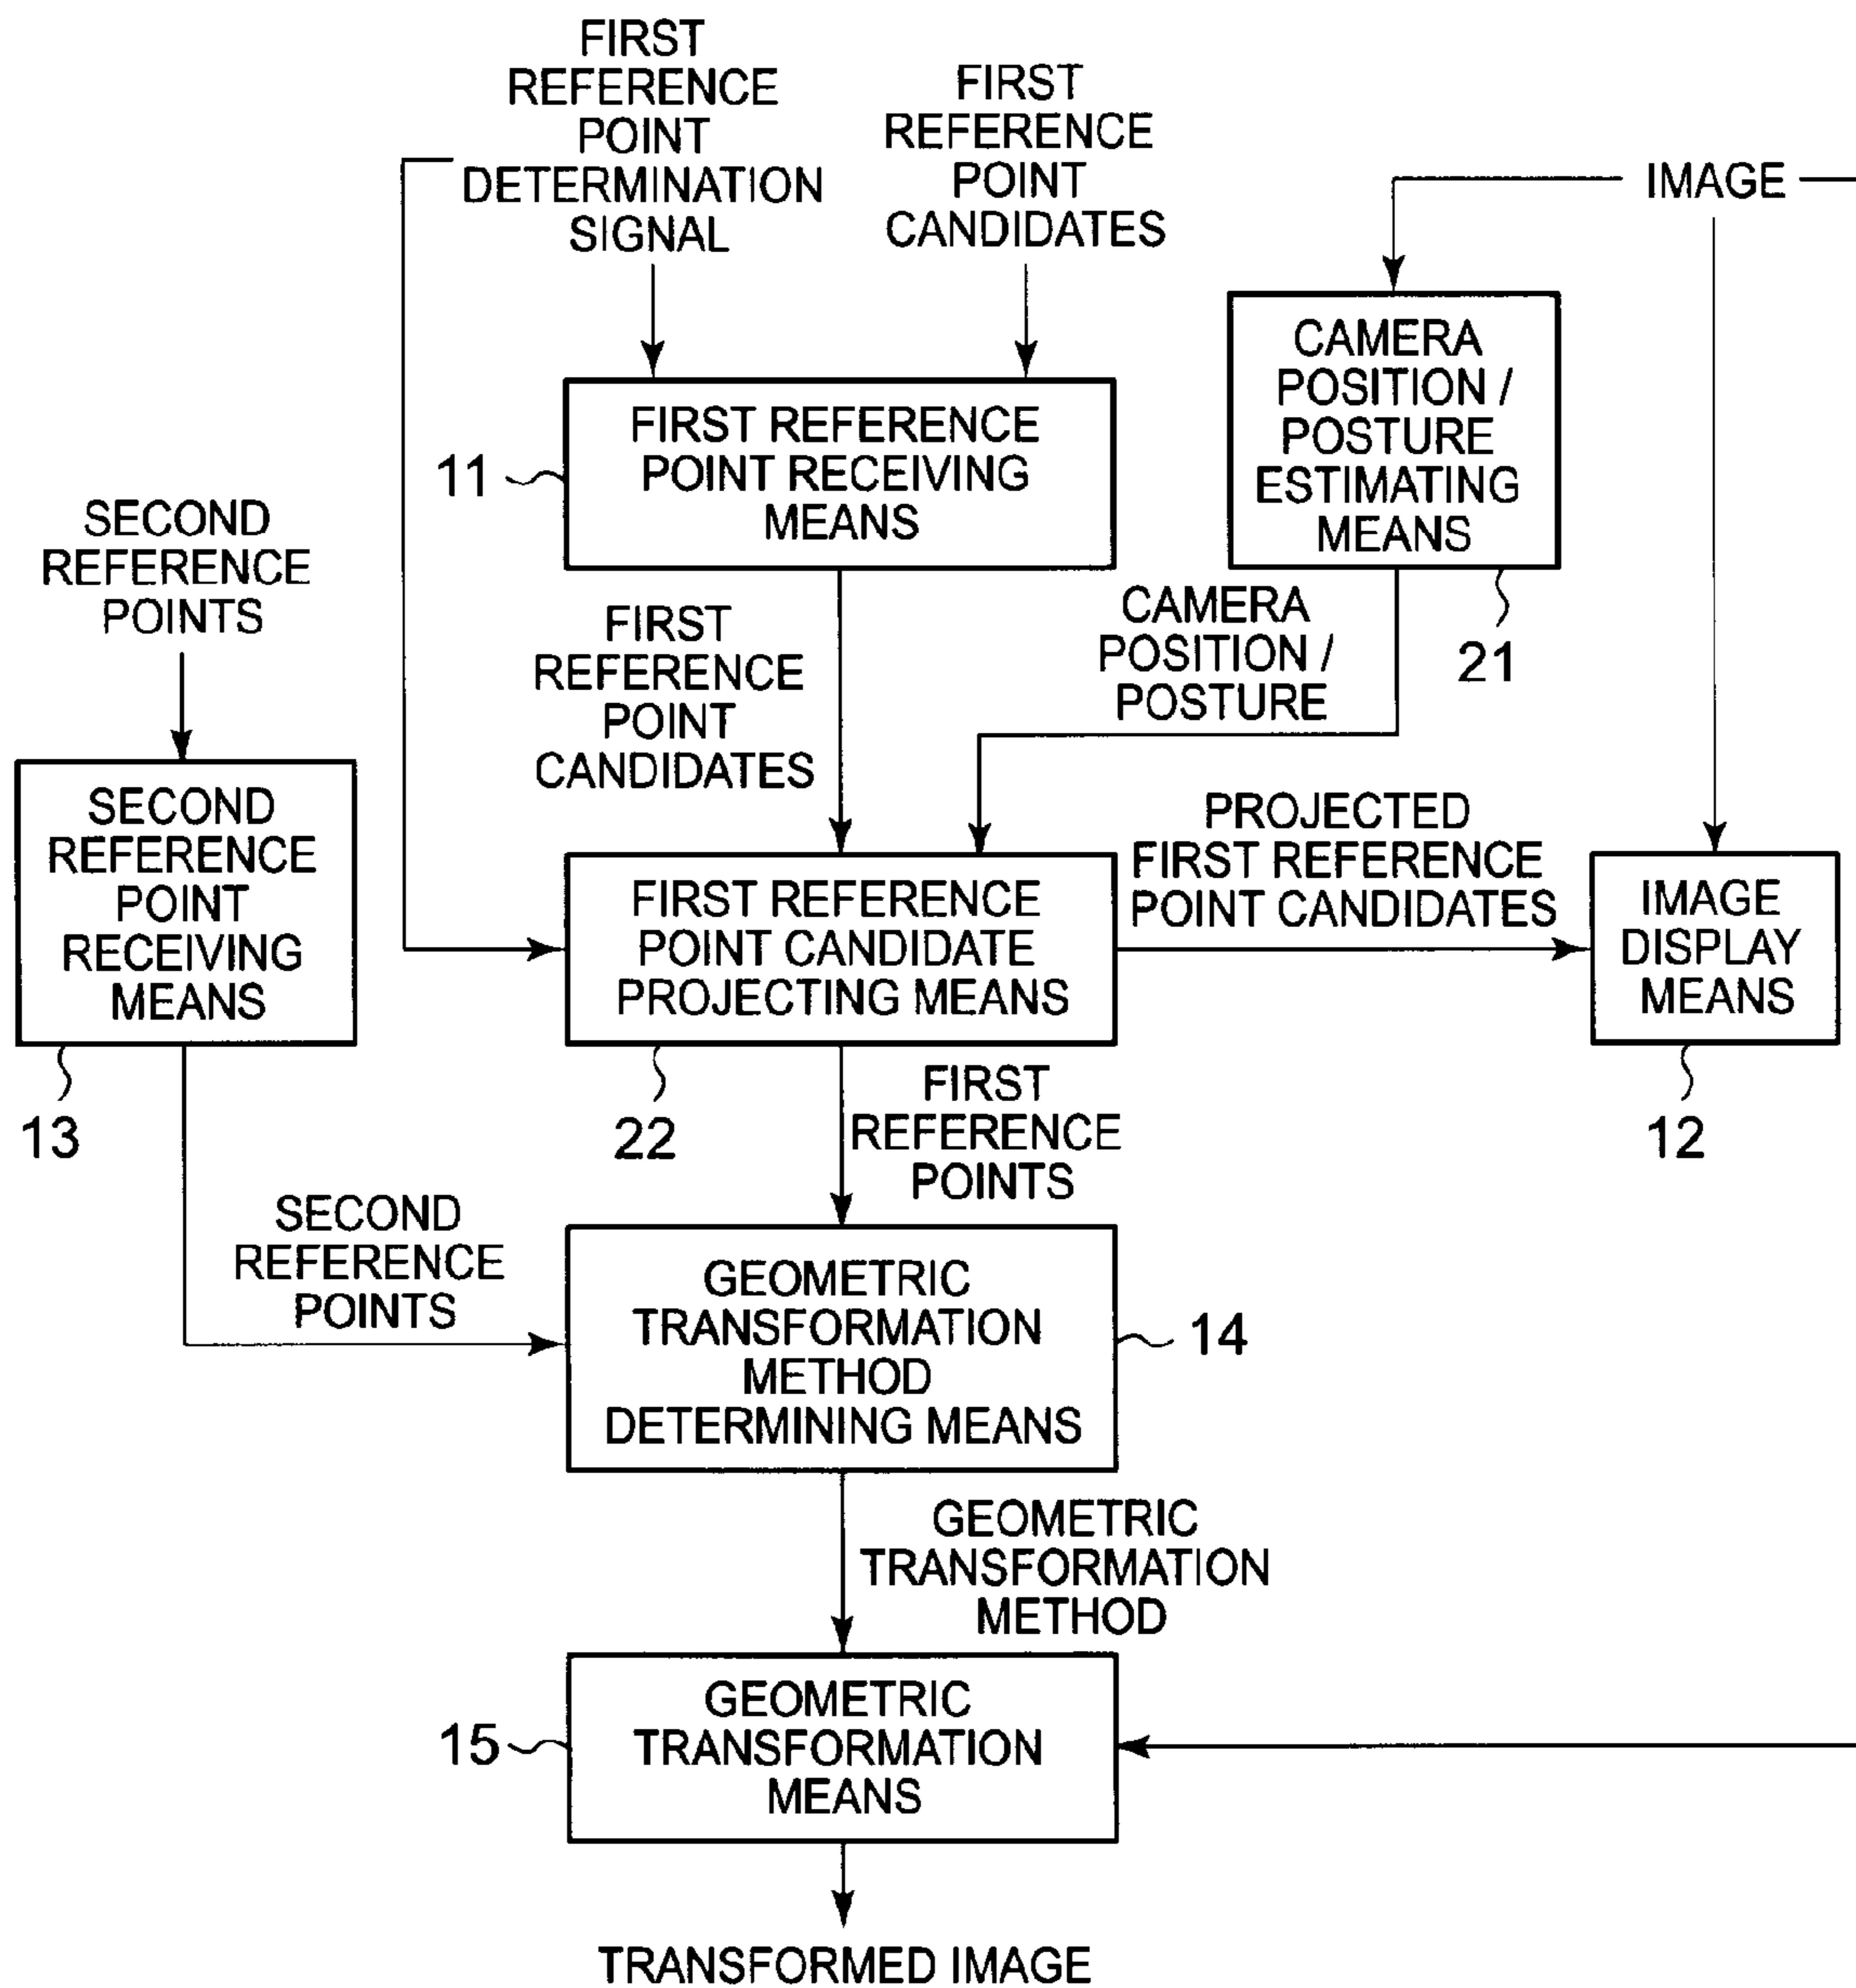 FIRST
REFERENCE
POINT
DETERMINATION
SIGNAL
FIRST
REFERENCE
POINT
CANDIDATES
IMAGE
CAMERA
POSITION /
POSTURE
ESTIMATING
MEANS
21
FIRST REFERENCE
POINT RECEIVING
MEANS
11
SECOND
REFERENCE
POINTS
FIRST
REFERENCE
POINT
CANDIDATES
CAMERA
POSITION /
POSTURE
SECOND
REFERENCE
POINT
RECEIVING
MEANS
13
FIRST REFERENCE
POINT CANDIDATE
PROJECTING MEANS
22
PROJECTED
FIRST REFERENCE
POINT CANDIDATES
IMAGE
DISPLAY
MEANS
12
FIRST
REFERENCE
POINTS
SECOND
REFERENCE
POINTS
GEOMETRIC
TRANSFORMATION
METHOD
DETERMINING MEANS
14
GEOMETRIC
TRANSFORMATION
METHOD
GEOMETRIC
TRANSFORMATION
MEANS
15
TRANSFORMED IMAGE